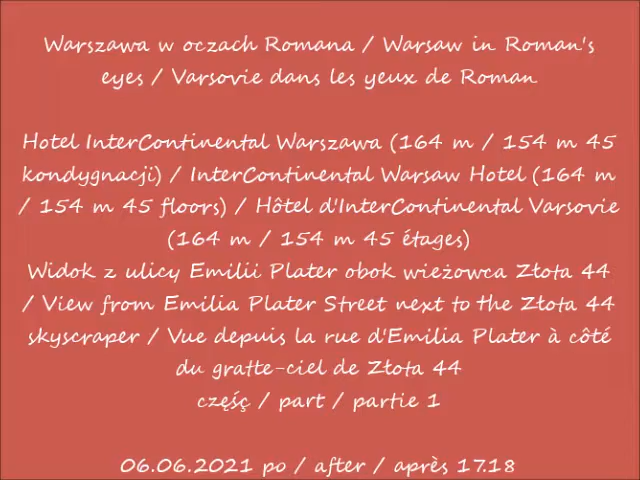 Warszawa w oczach Romana / Warsaw in Roman's
eyes / Varsovie dans les yeux de Roman
Hotel InterContinental Warszawa (164 m / 154 m 45
kondygnacji) / InterContinental Warsaw Hotel (164 m
/ 154 m 45 floors) / Hôtel d'InterContinental Varsovie
(164 m / 154 m 45 étages)
Widok z ulicy Emilii Plater obok wieżowca Złota 44
/ View from Emilia Plater Street next to the Złota 44
skyscraper / Vue depuis la rue d'Emilia Plater à côté
du gratte-ciel de Złota 44
część / part / partie 1
06.06.2021 po / after / après 17.18